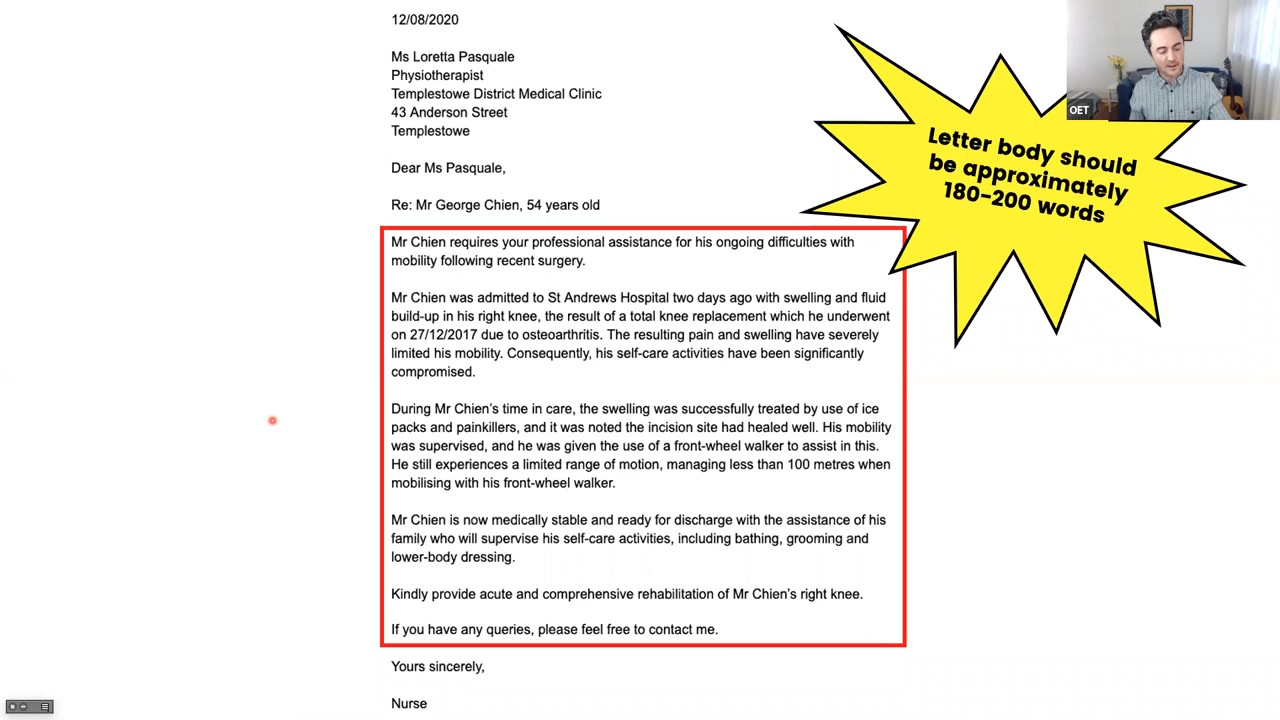 12/08/2020
Ms Loretta Pasquale
Physiotherapist
Templestowe District Medical Clinic
43 Anderson Street
Templestowe
Dear Ms Pasquale,
Re: Mr George Chien, 54 years old
Mr Chien requires your professional assistance for his ongoing difficulties with
mobility following recent surgery.
Mr Chien was admitted to St Andrews Hospital two days ago with swelling and fluid
build-up in his right knee, the result of a total knee replacement which he underwent
on 27/12/2017 due to osteoarthritis. The resulting pain and swelling have severely
limited his mobility. Consequently, his self-care activities have been significantly
compromised.
During Mr Chien's time in care, the swelling was successfully treated by use of ice
packs and painkillers, and it was noted the incision site had healed well. His mobility
was supervised, and he was given the use of a front-wheel walker to assist in this.
He still experiences a limited range of motion, managing less than 100 metres when
mobilising with his front-wheel walker.
Mr Chien is now medically stable and ready for discharge with the assistance of his
family who will supervise his self-care activities, including bathing, grooming and
lower-body dressing.
Kindly provide acute and comprehensive rehabilitation of Mr Chien's right knee.
If you have any queries, please feel free to contact me.
Yours sincerely,
Nurse
Letter body should
be approximately
180-200 words
OET